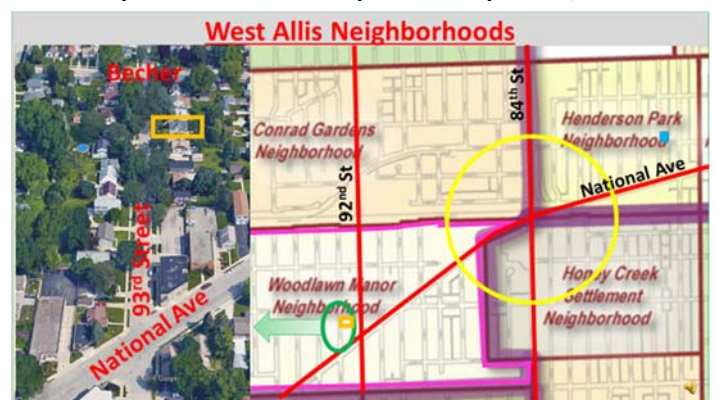 West Allis Neighborhoods
Becher
93rd Street
National Ave
Conrad Gardens
Neighborhood
92nd St
84th St
Henderson Park
Neighborhood
National Ave
Woodlawn Manor
Neighborhood
Honey Creek
Settlement
Neighborhood